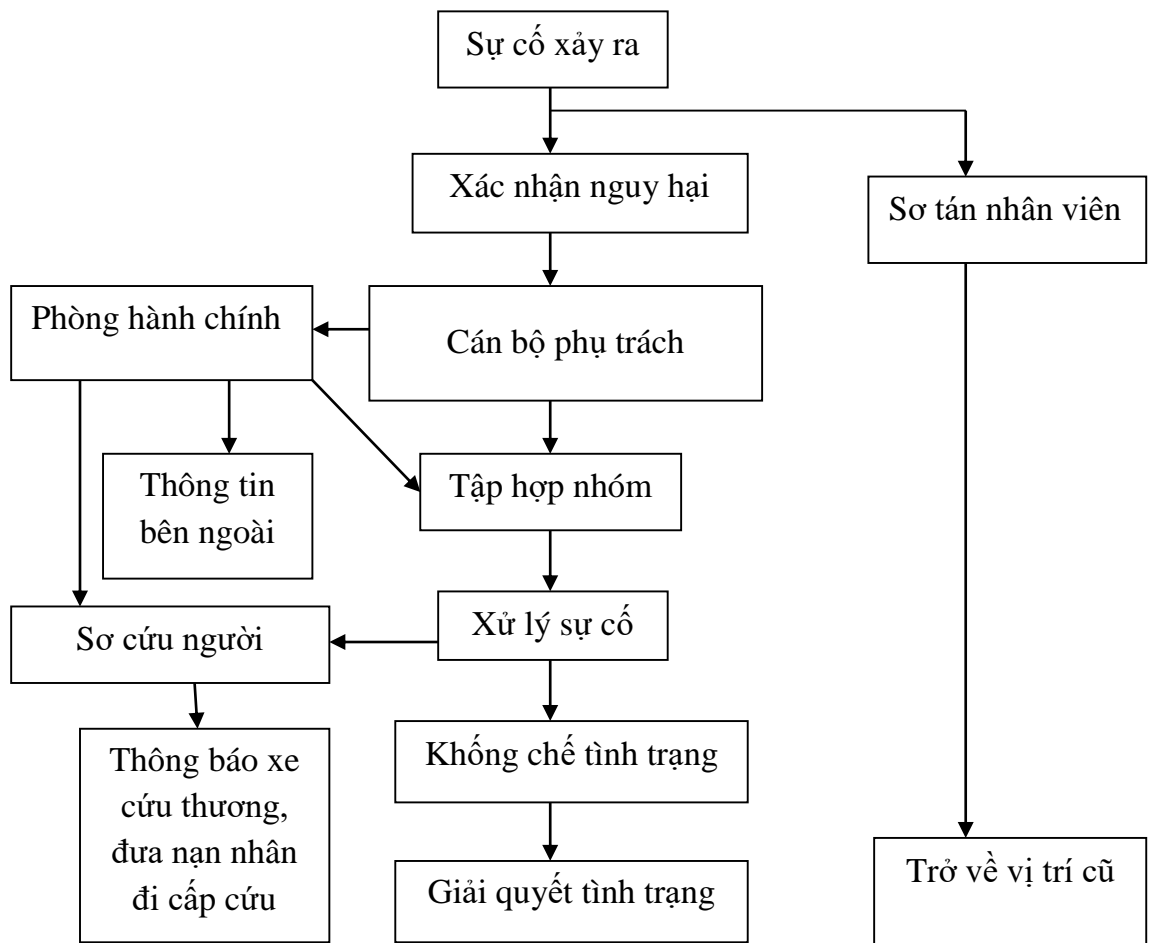 Sự cố xảy ra
Xác nhận nguy hại
Sơ tán nhân viên
Phòng hành chính
Cán bộ phụ trách
Thông tin
bên ngoài
Tập hợp nhóm
Sơ cứu người
Xử lý sự cố
Thông báo xe
cứu thương,
đưa nạn nhân
đi cấp cứu
Khống chế tình trạng
Giải quyết tình trạng
Trở về vị trí cũ